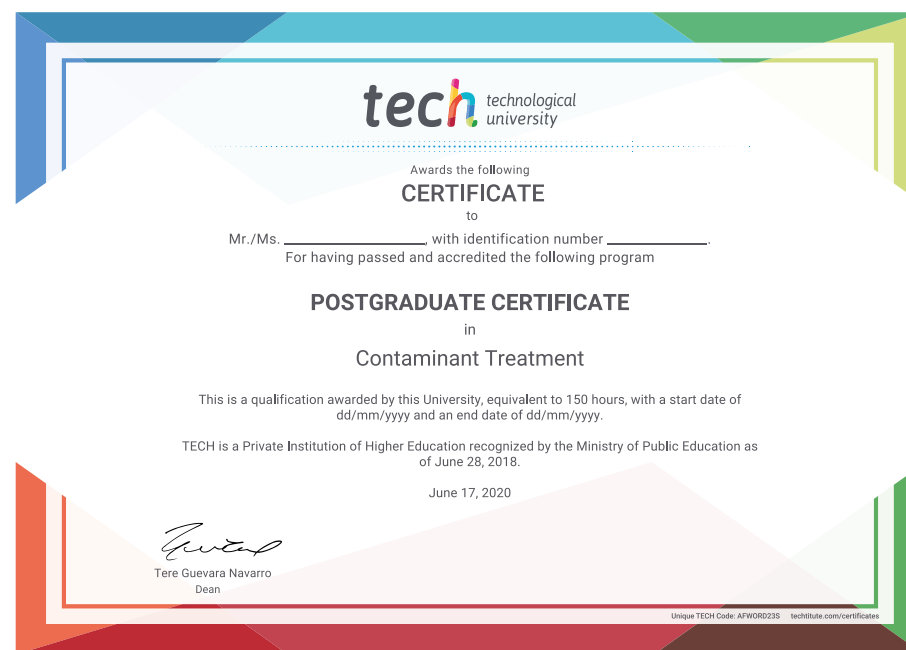 tech technological
university
Awards the following
CERTIFICATE
to
Mr./Ms. ____________________, with identification number ______________.
For having passed and accredited the following program
POSTGRADUATE CERTIFICATE
in
Contaminant Treatment
This is a qualification awarded by this University, equivalent to 150 hours, with a start date of
dd/mm/yyyy and an end date of dd/mm/yyyy.
TECH is a Private Institution of Higher Education recognized by the Ministry of Public Education as
of June 28, 2018.
June 17, 2020
Tere Guevara Navarro
Dean
Unique TECH Code: AFWORD23S techtitute.com/certificates